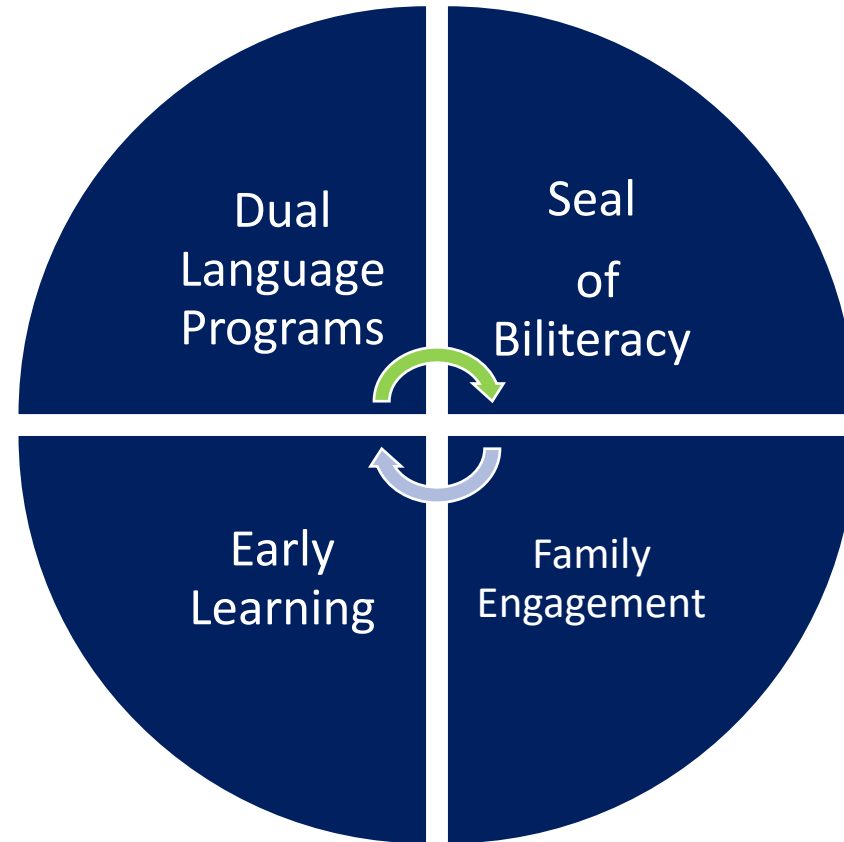 Dual
Language
Programs
Seal
of
Biliteracy
Early
Learning
Family
Engagement